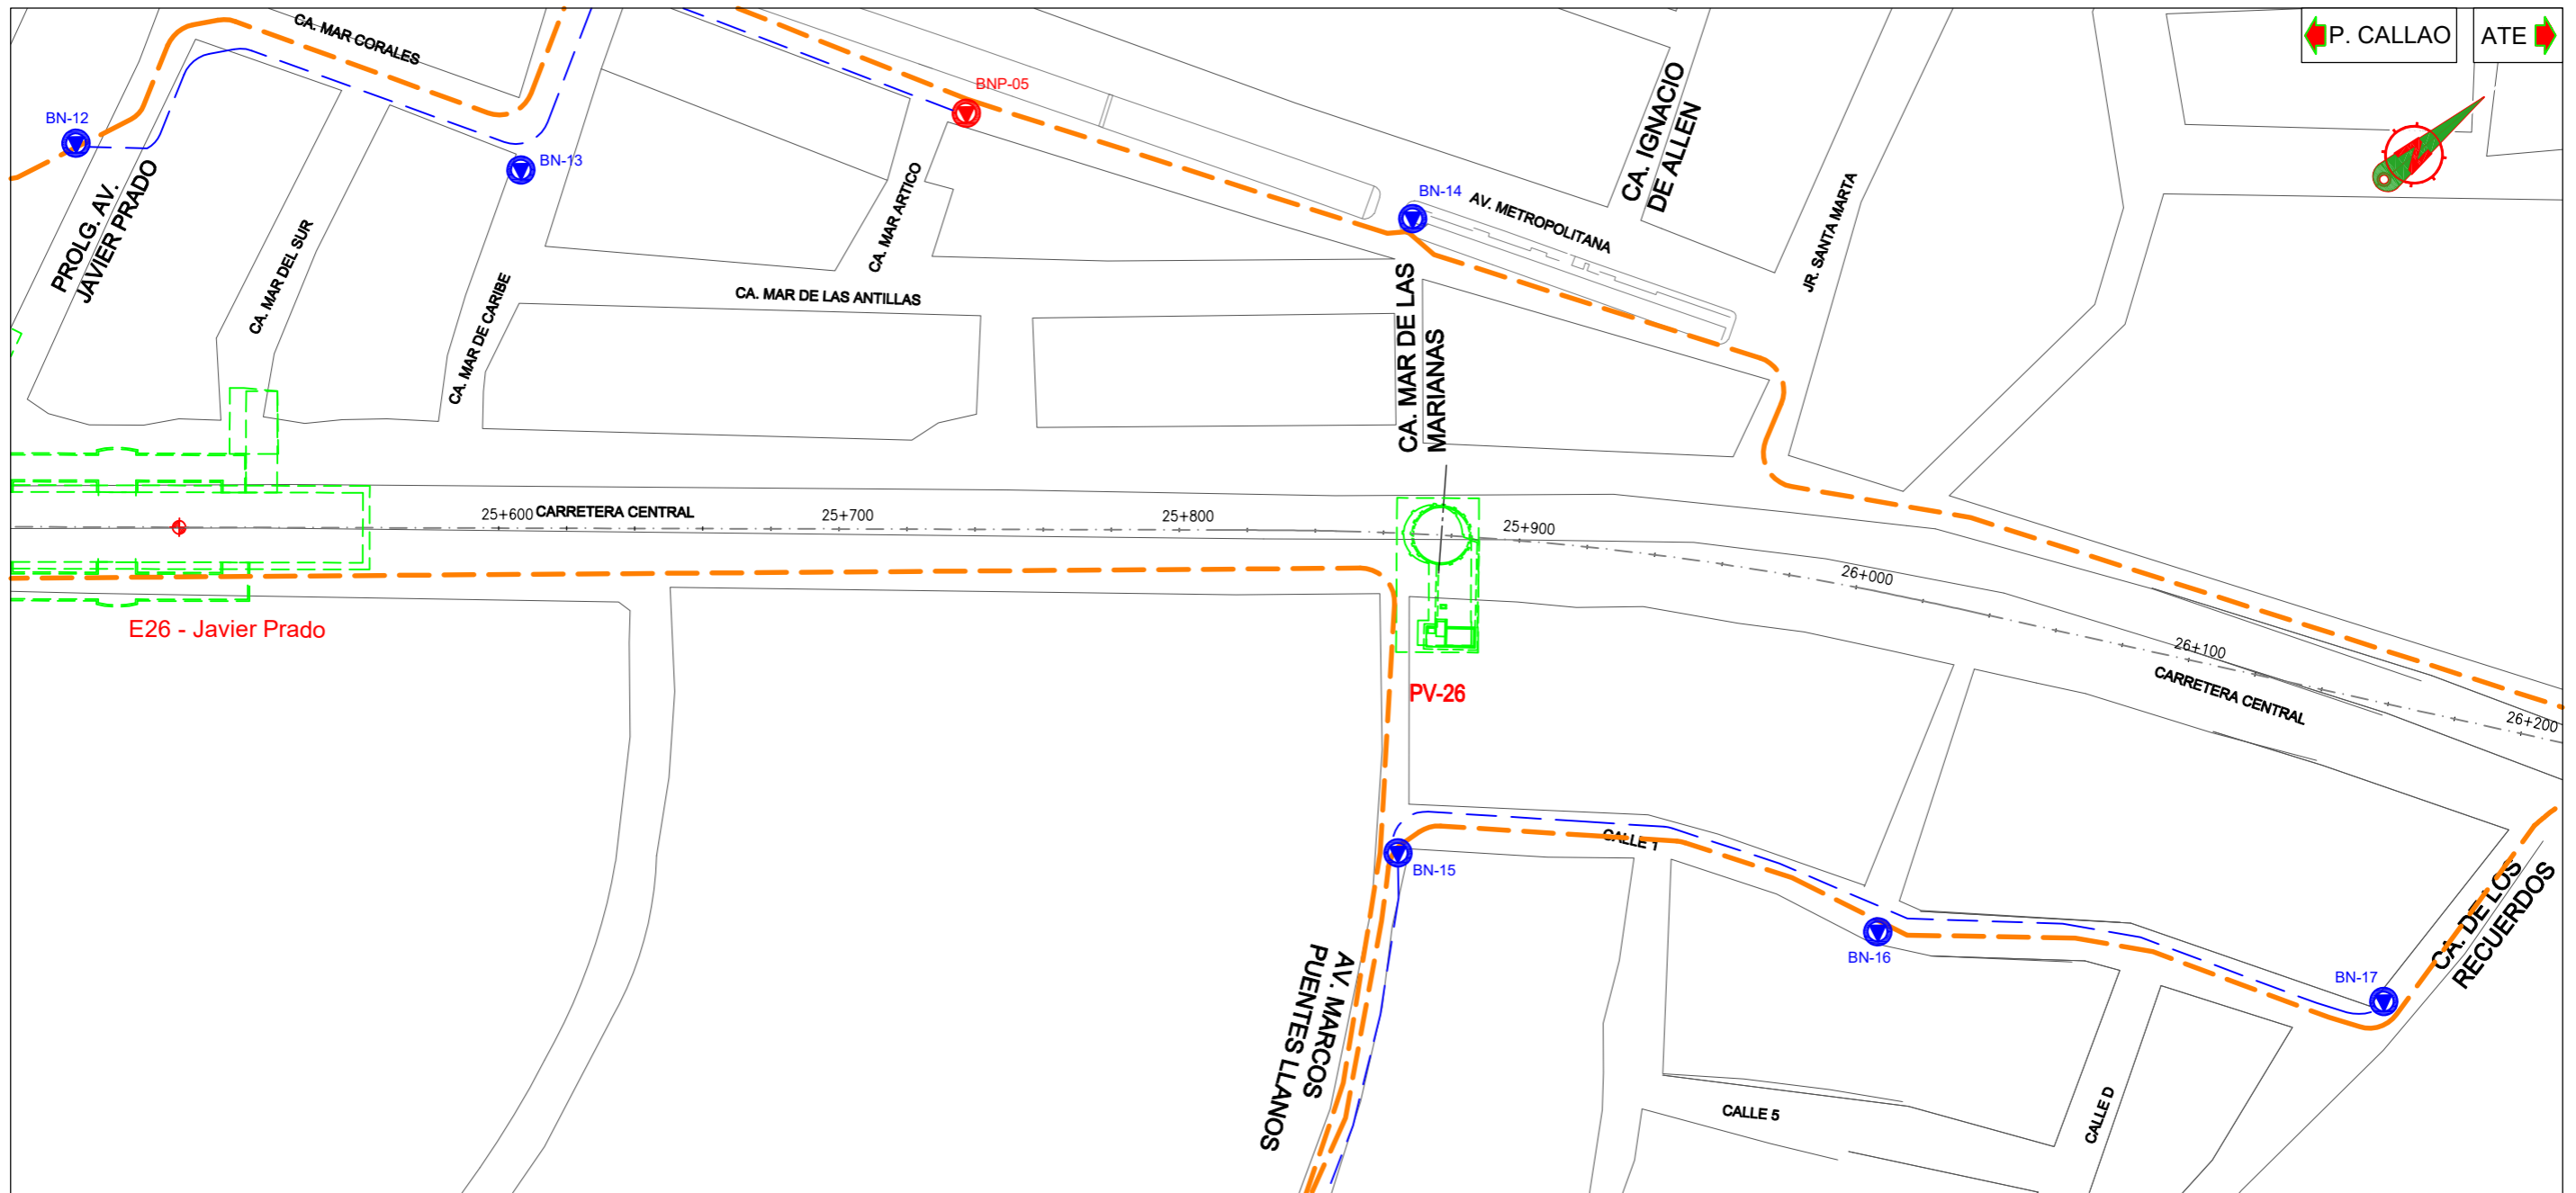 CA. MAR CORALES
P. CALLAO
ATE
N
BNP-05
BN-12
BN-13
CA. IGNACIO
DE ALLEN
PROLG. AV.
JAVIER PRADO
CA. MAR DEL SUR
CA. MAR ARTICO
BN-14
AV. METROPOLITANA
JR. SANTA MARTA
CA. MAR DE CARIBE
CA. MAR DE LAS ANTILLAS
CA. MAR DE LAS
MARIANAS
25+600
CARRETERA CENTRAL
25+700
25+800
25+900
26+000
26+100
26+200
CARRETERA CENTRAL
E26 - Javier Prado
PV-26
CALLE 1
BN-15
BN-16
BN-17
CA. DE LOS
RECUERDOS
AV. MARCOS
PUENTES LLANOS
CALLE 5
CALLE D